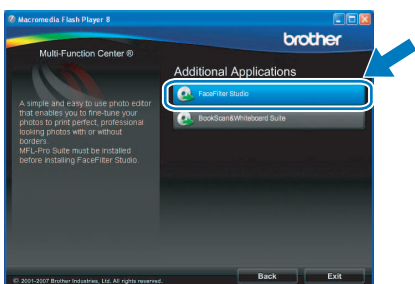 Macromedia Flash Player 8
brother
Multi-Function Center ®
Additional Applications
FaceFilter Studio
BookScan&Whiteboard Suite
A simple and easy to use photo editor
that enables you to fine-tune your
photos to print perfect, professional
looking photos with or without
borders.
MFL-Pro Suite must be installed
before installing FaceFilter Studio.
© 2001-2007 Brother Industries, Ltd. All rights reserved.
Back
Exit